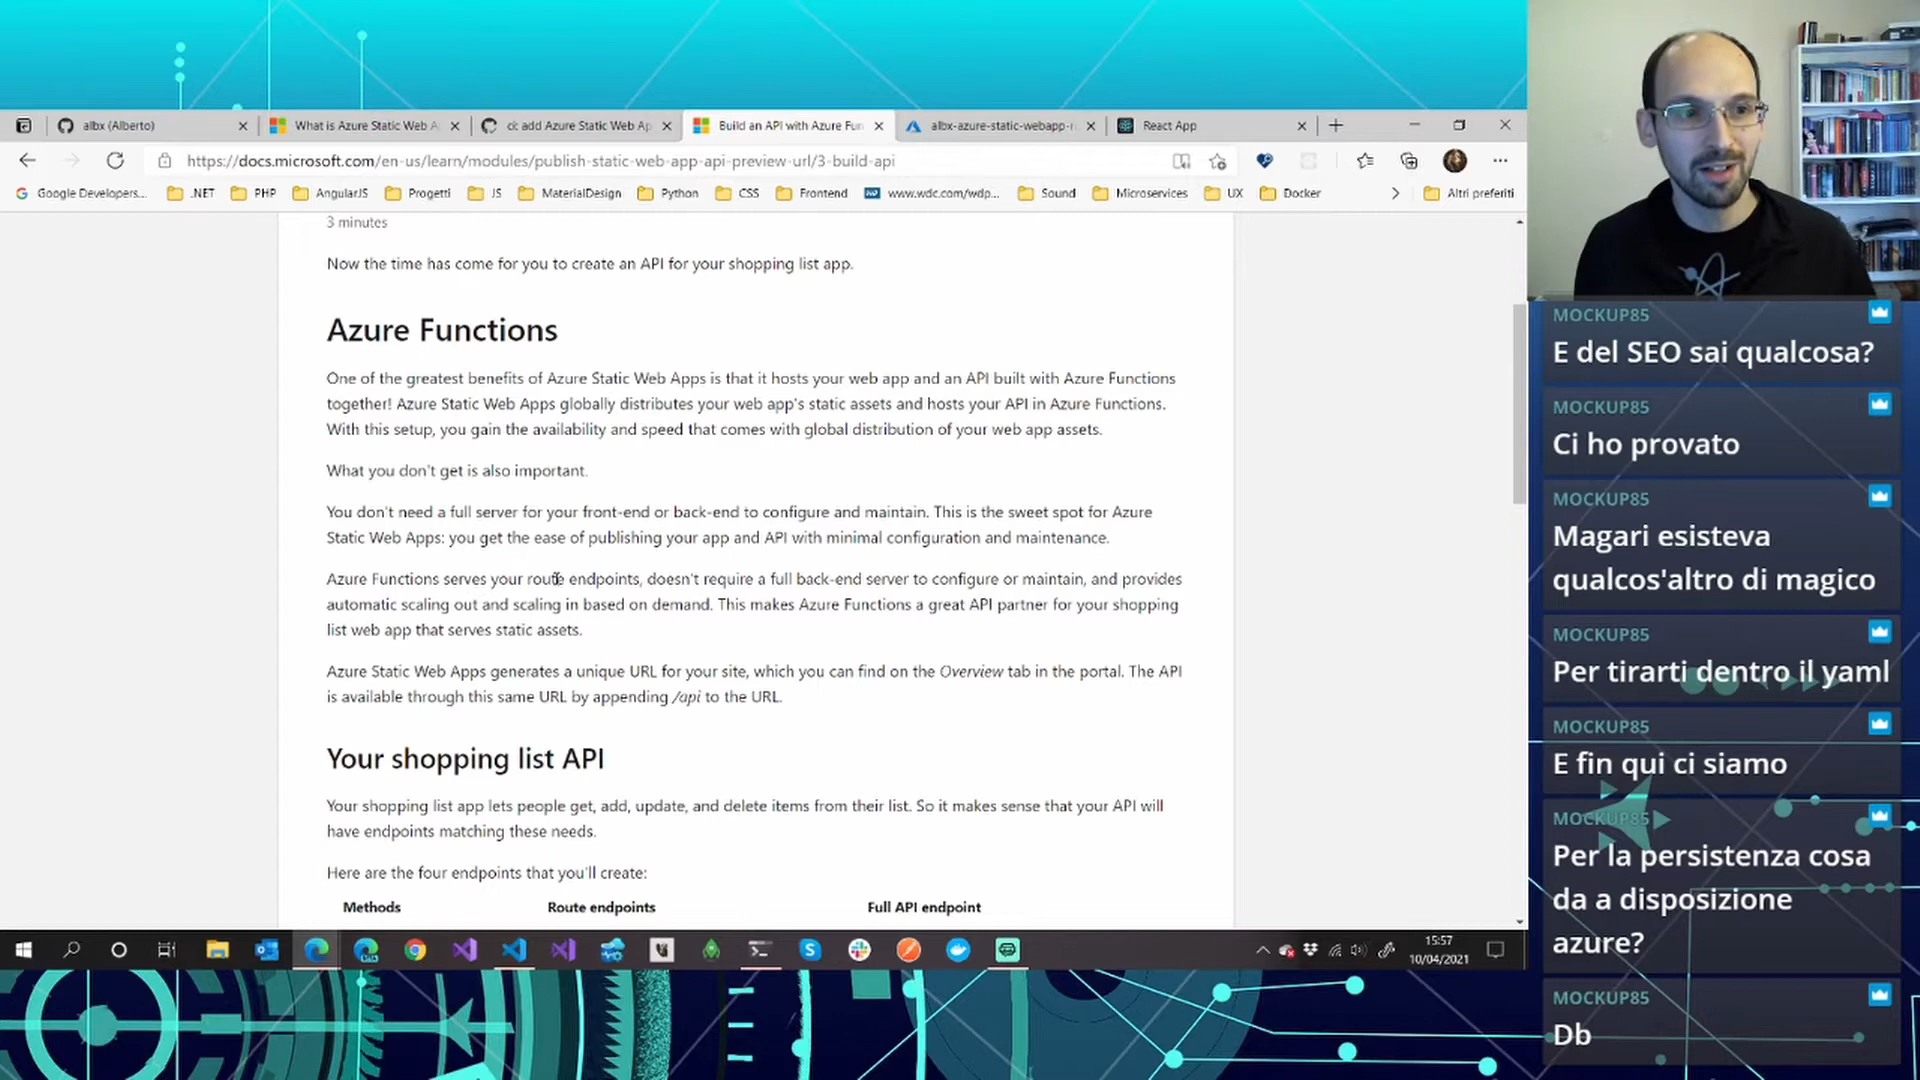 albx (Alberto)
What is Azure Static Web A
ci: add Azure Static Web Ap
Build an API with Azure Fun
albx-azure-static-webapp-r
React App
https://docs.microsoft.com/en-us/learn/modules/publish-static-web-app-api-preview-url/3-build-api
Google Developers...
.NET
PHP
AngularJS
Progetti
JS
MaterialDesign
Python
CSS
Frontend
www.wdc.com/wdp...
Sound
Microservices
UX
Docker
Altri preferiti
3 minutes
Now the time has come for you to create an API for your shopping list app.
Azure Functions
One of the greatest benefits of Azure Static Web Apps is that it hosts your web app and an API built with Azure Functions
together! Azure Static Web Apps globally distributes your web app's static assets and hosts your API in Azure Functions.
With this setup, you gain the availability and speed that comes with global distribution of your web app assets.
What you don't get is also important.
You don't need a full server for your front-end or back-end to configure and maintain. This is the sweet spot for Azure
Static Web Apps: you get the ease of publishing your app and API with minimal configuration and maintenance.
Azure Functions serves your route endpoints, doesn't require a full back-end server to configure or maintain, and provides
automatic scaling out and scaling in based on demand. This makes Azure Functions a great API partner for your shopping
list web app that serves static assets.
Azure Static Web Apps generates a unique URL for your site, which you can find on the Overview tab in the portal. The API
is available through this same URL by appending /api to the URL.
Your shopping list API
Your shopping list app lets people get, add, update, and delete items from their list. So it makes sense that your API will
have endpoints matching these needs.
Here are the four endpoints that you'll create:
Methods
Route endpoints
Full API endpoint
15:57
10/04/2021
MOCKUP85
E del SEO sai qualcosa?
MOCKUP85
Ci ho provato
MOCKUP85
Magari esisteva
qualcos'altro di magico
MOCKUP85
Per tirarti dentro il yaml
MOCKUP85
E fin qui ci siamo
MOCKUP85
Per la persistenza cosa
da a disposizione
azure?
MOCKUP85
Db